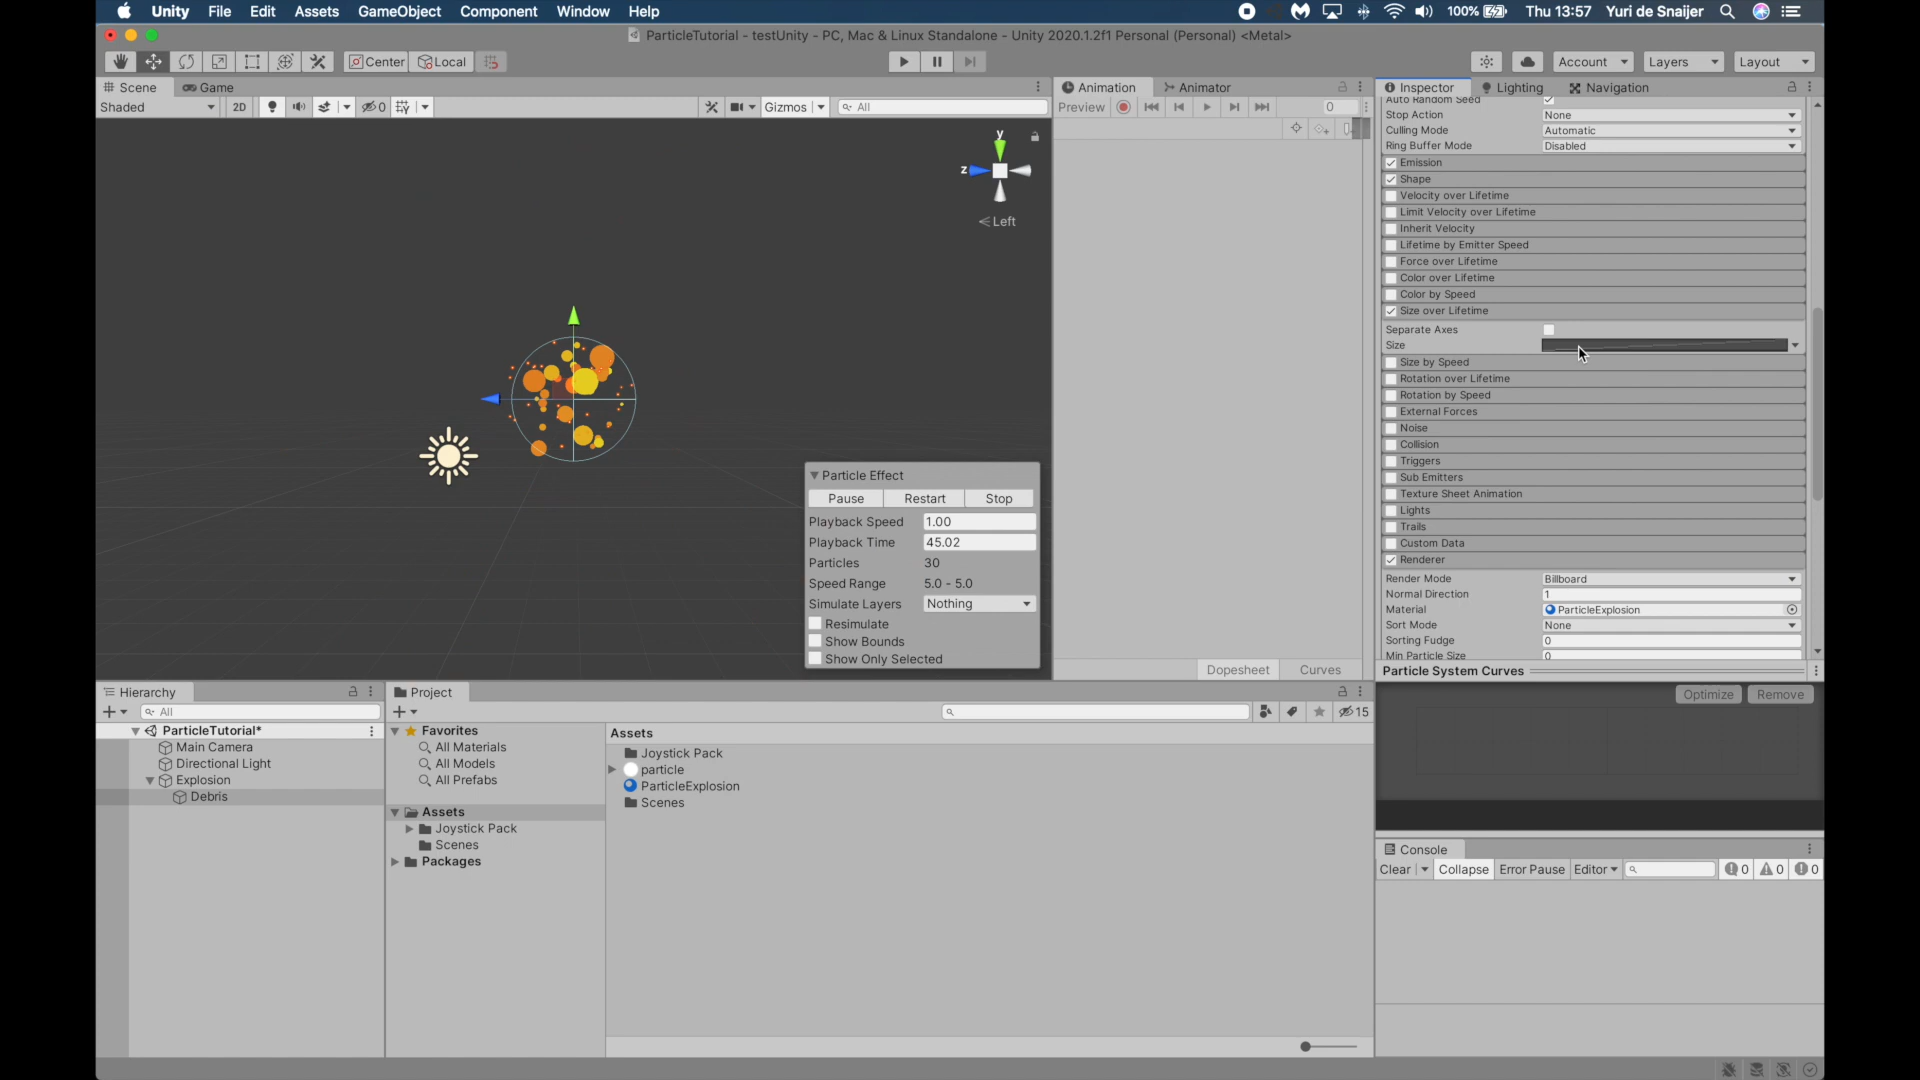 Unity File Edit Assets GameObject Component Window Help 100% Thu 13:57 Yuri de Snaijer
ParticleTutorial - testUnity - PC, Mac & Linux Standalone - Unity 2020.1.2f1 Personal (Personal) <Metal>
Center Local Account Layers Layout
Scene Game
Shaded 2D 0 Gizmos All
y
z
Left
Particle Effect
Pause Restart Stop
Playback Speed 1.00
Playback Time 45.02
Particles 30
Speed Range 5.0 - 5.0
Simulate Layers Nothing
Resimulate
Show Bounds
Show Only Selected
Animation Animator
Preview 0
Dopesheet Curves
Inspector Lighting Navigation
Auto Random Seed
Stop Action None
Culling Mode Automatic
Ring Buffer Mode Disabled
Emission
Shape
Velocity over Lifetime
Limit Velocity over Lifetime
Inherit Velocity
Lifetime by Emitter Speed
Force over Lifetime
Color over Lifetime
Color by Speed
Size over Lifetime
Separate Axes
Size
Size by Speed
Rotation over Lifetime
Rotation by Speed
External Forces
Noise
Collision
Triggers
Sub Emitters
Texture Sheet Animation
Lights
Trails
Custom Data
Renderer
Render Mode Billboard
Normal Direction 1
Material ParticleExplosion
Sort Mode None
Sorting Fudge 0
Min Particle Size 0
Particle System Curves
Optimize Remove
Hierarchy
All
ParticleTutorial*
Main Camera
Directional Light
Explosion
Debris
Project
15
Favorites
All Materials
All Models
All Prefabs
Assets
Joystick Pack
Scenes
Packages
Assets
Joystick Pack
particle
ParticleExplosion
Scenes
Console
Clear Collapse Error Pause Editor 0 0 0